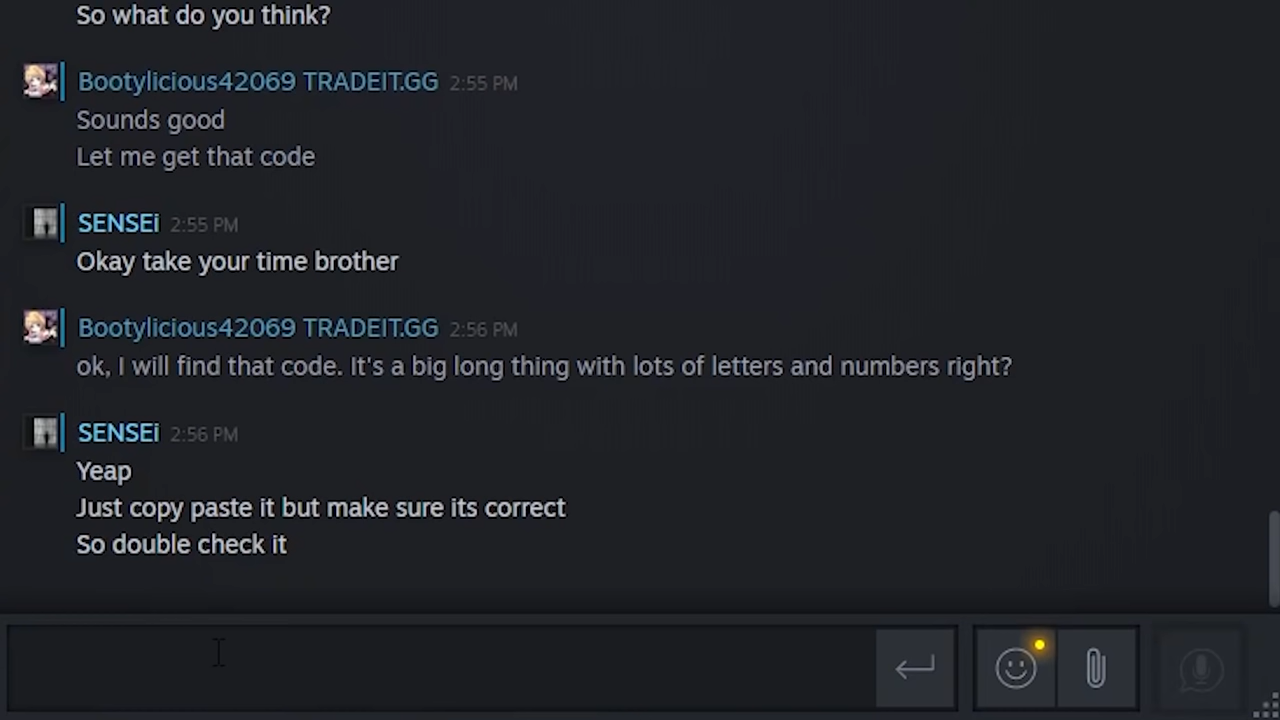 So what do you think?
Bootylicious42069 TRADEIT.GG 2:55 PM
Sounds good
Let me get that code
SENSEi 2:55 PM
Okay take your time brother
Bootylicious42069 TRADEIT.GG 2:56 PM
ok, I will find that code. It's a big long thing with lots of letters and numbers right?
SENSEi 2:56 PM
Yeap
Just copy paste it but make sure its correct
So double check it